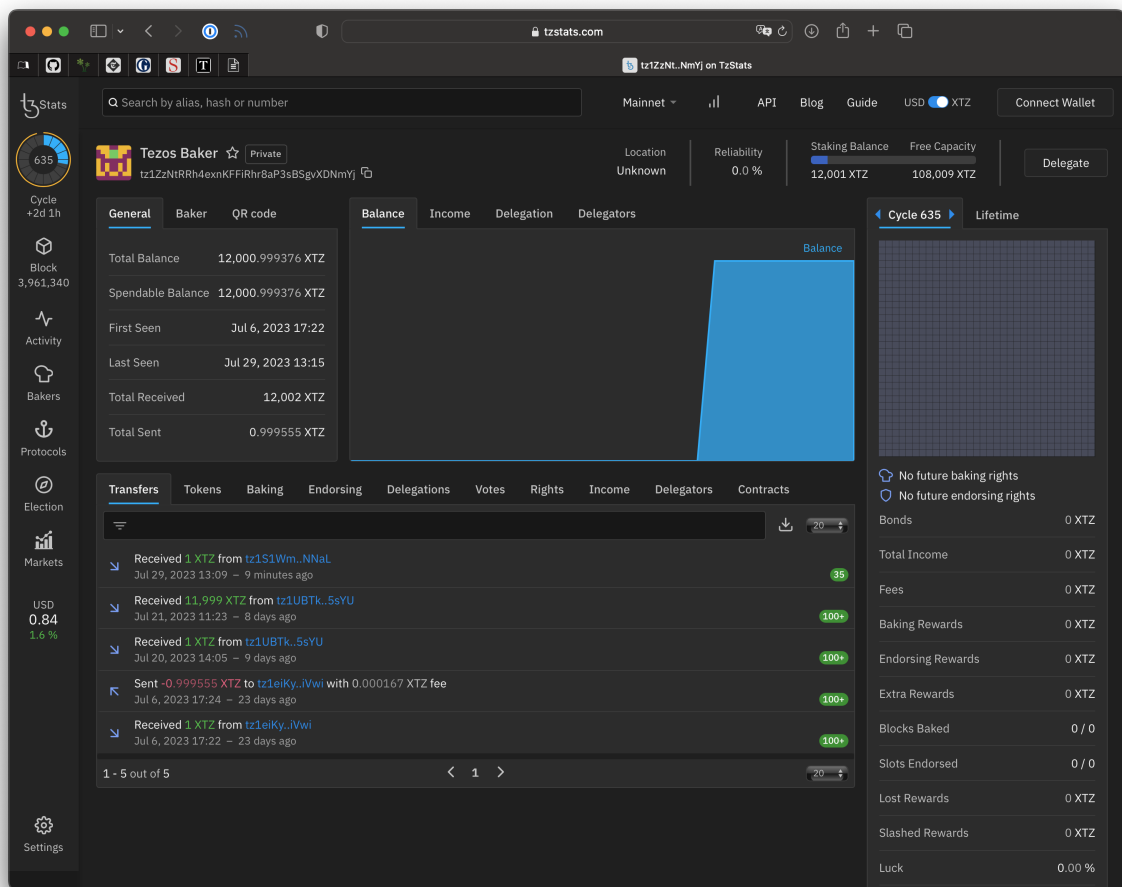 tzstats.com
tz1ZzNt..NmYj on TzStats
Stats
Search by alias, hash or number
Mainnet
API
Blog
Guide
USD
XTZ
Connect Wallet
635
Cycle
+2d 1h
Block
3,961,340
Activity
Bakers
Protocols
Election
Markets
USD
0.84
1.6 %
Settings
Tezos Baker
Private
tz1ZzNtRRh4exnKFFiRhr8aP3sBSgvXDNmYj
Location
Unknown
Reliability
0.0 %
Staking Balance Free Capacity
12,001 XTZ 108,009 XTZ
Delegate
General Baker QR code
Total Balance 12,000.999376 XTZ
Spendable Balance 12,000.999376 XTZ
First Seen Jul 6, 2023 17:22
Last Seen Jul 29, 2023 13:15
Total Received 12,002 XTZ
Total Sent 0.999555 XTZ
Balance Income Delegation Delegators
Balance
Transfers Tokens Baking Endorsing Delegations Votes Rights Income Delegators Contracts
20
Received 1 XTZ from tz1S1Wm..NNaL
Jul 29, 2023 13:09 – 9 minutes ago
35
Received 11,999 XTZ from tz1UBTk..5sYU
Jul 21, 2023 11:23 – 8 days ago
100+
Received 1 XTZ from tz1UBTk..5sYU
Jul 20, 2023 14:05 – 9 days ago
100+
Sent -0.999555 XTZ to tz1eiKy..iVwi with 0.000167 XTZ fee
Jul 6, 2023 17:24 – 23 days ago
100+
Received 1 XTZ from tz1eiKy..iVwi
Jul 6, 2023 17:22 – 23 days ago
100+
1 - 5 out of 5
1
20
Cycle 635 Lifetime
No future baking rights
No future endorsing rights
Bonds 0 XTZ
Total Income 0 XTZ
Fees 0 XTZ
Baking Rewards 0 XTZ
Endorsing Rewards 0 XTZ
Extra Rewards 0 XTZ
Blocks Baked 0 / 0
Slots Endorsed 0 / 0
Lost Rewards 0 XTZ
Slashed Rewards 0 XTZ
Luck 0.00 %